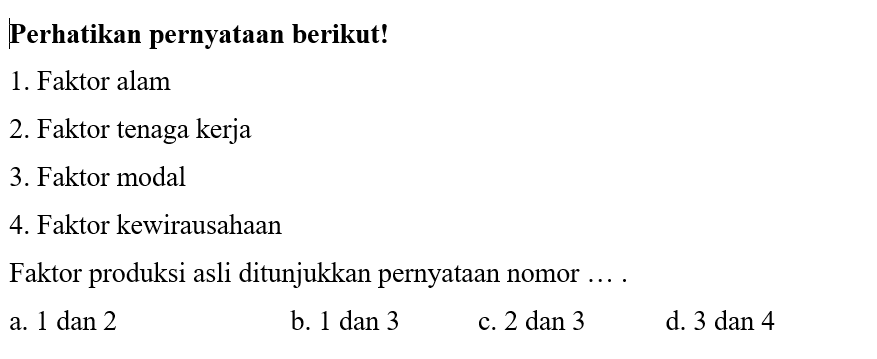 Perhatikan pernyataan berikut!
1. Faktor alam
2. Faktor tenaga kerja
3. Faktor modal
4. Faktor kewirausahaan
Faktor produksi asli ditunjukkan pernyataan nomor … .
a. 1 dan 2 b. 1 dan 3 c. 2 dan 3 d. 3 dan 4